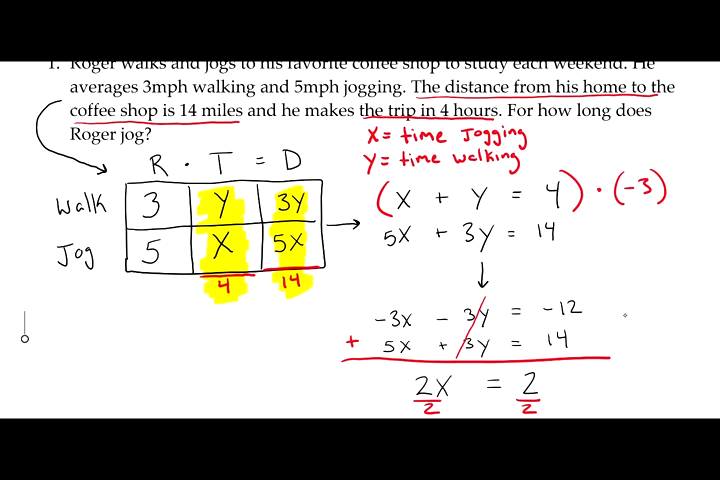 1. Roger walks and jogs to his favorite coffee shop to study each weekend. He
averages 3mph walking and 5mph jogging. The distance from his home to the
coffee shop is 14 miles and he makes the trip in 4 hours. For how long does
Roger jog?
X = time Jogging
Y = time walking
R · T = D
Walk 3 Y 3Y
Jog 5 X 5X
4 14
(X + Y = 4) · (-3)
5X + 3Y = 14
-3X - 3Y = -12
+ 5X + 3Y = 14
2X = 2
2 2